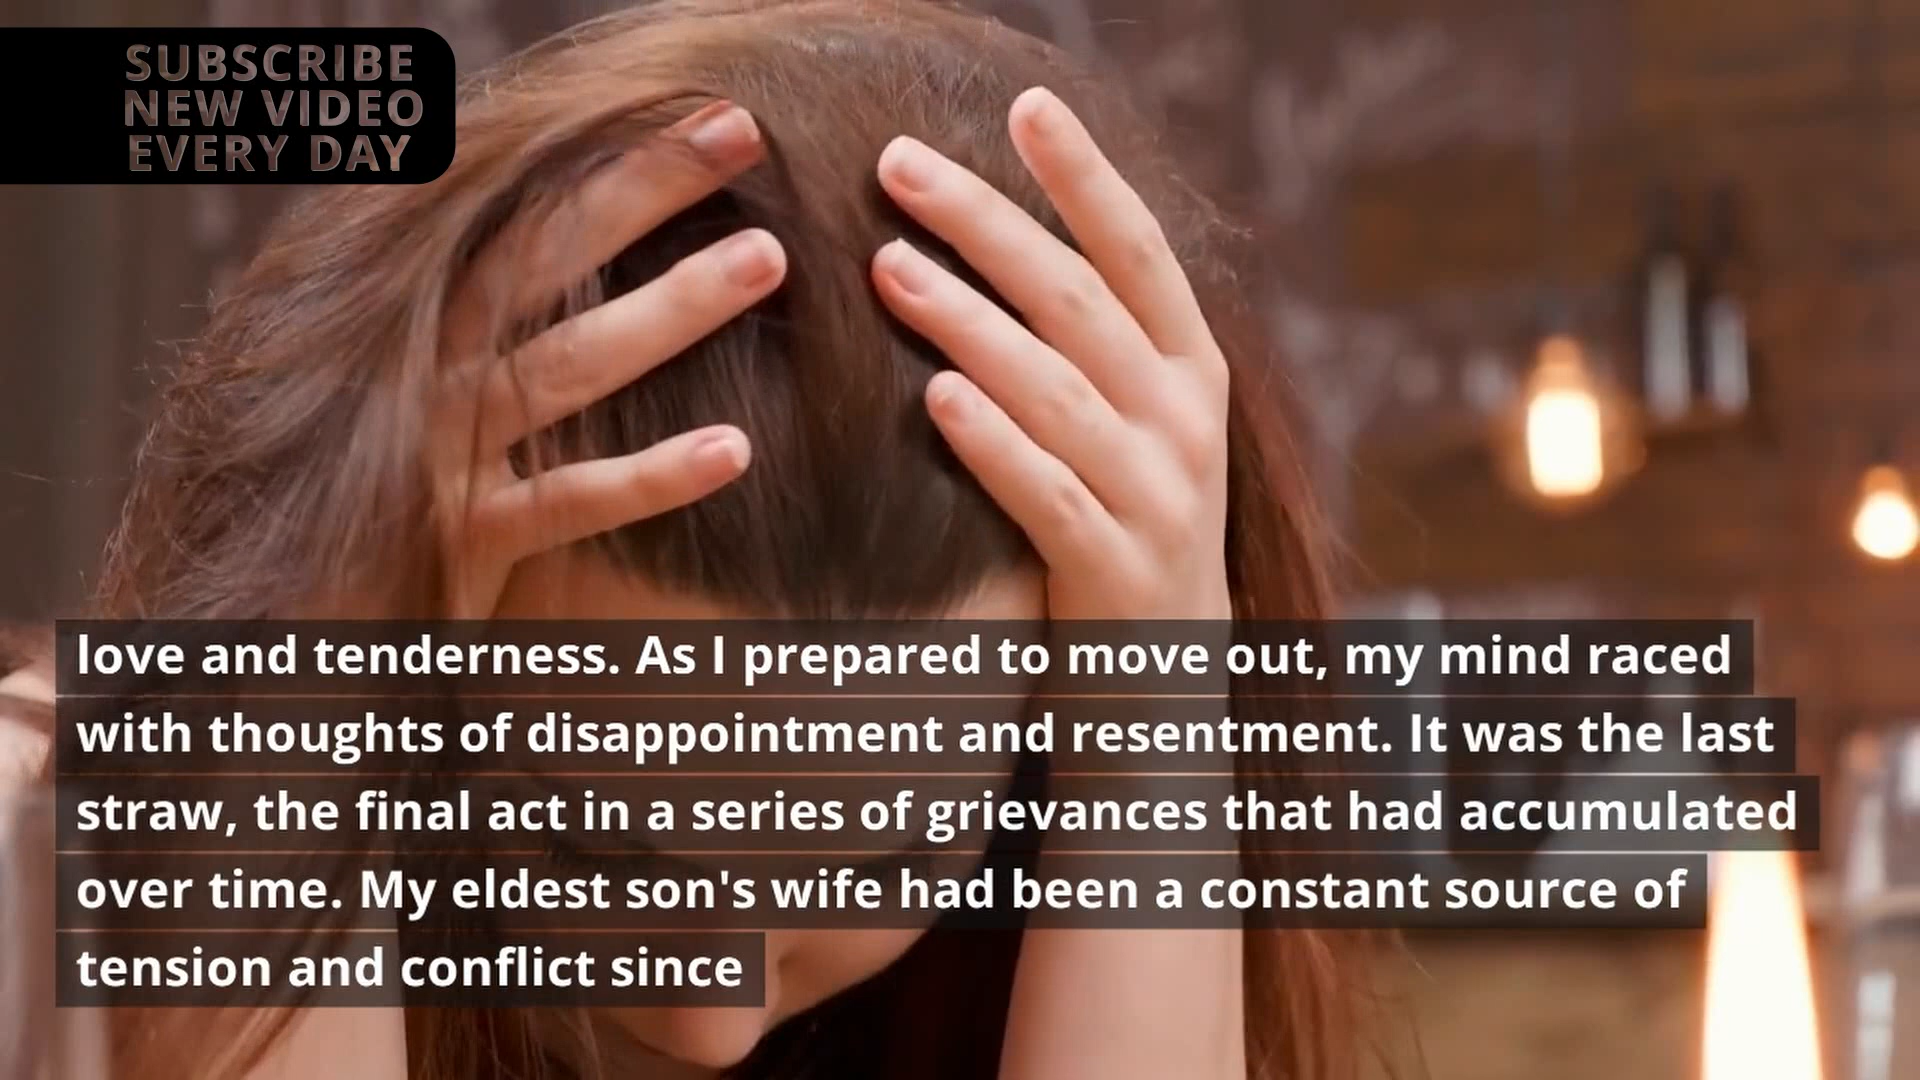 SUBSCRIBE
NEW VIDEO
EVERY DAY
love and tenderness. As I prepared to move out, my mind raced
with thoughts of disappointment and resentment. It was the last
straw, the final act in a series of grievances that had accumulated
over time. My eldest son's wife had been a constant source of
tension and conflict since